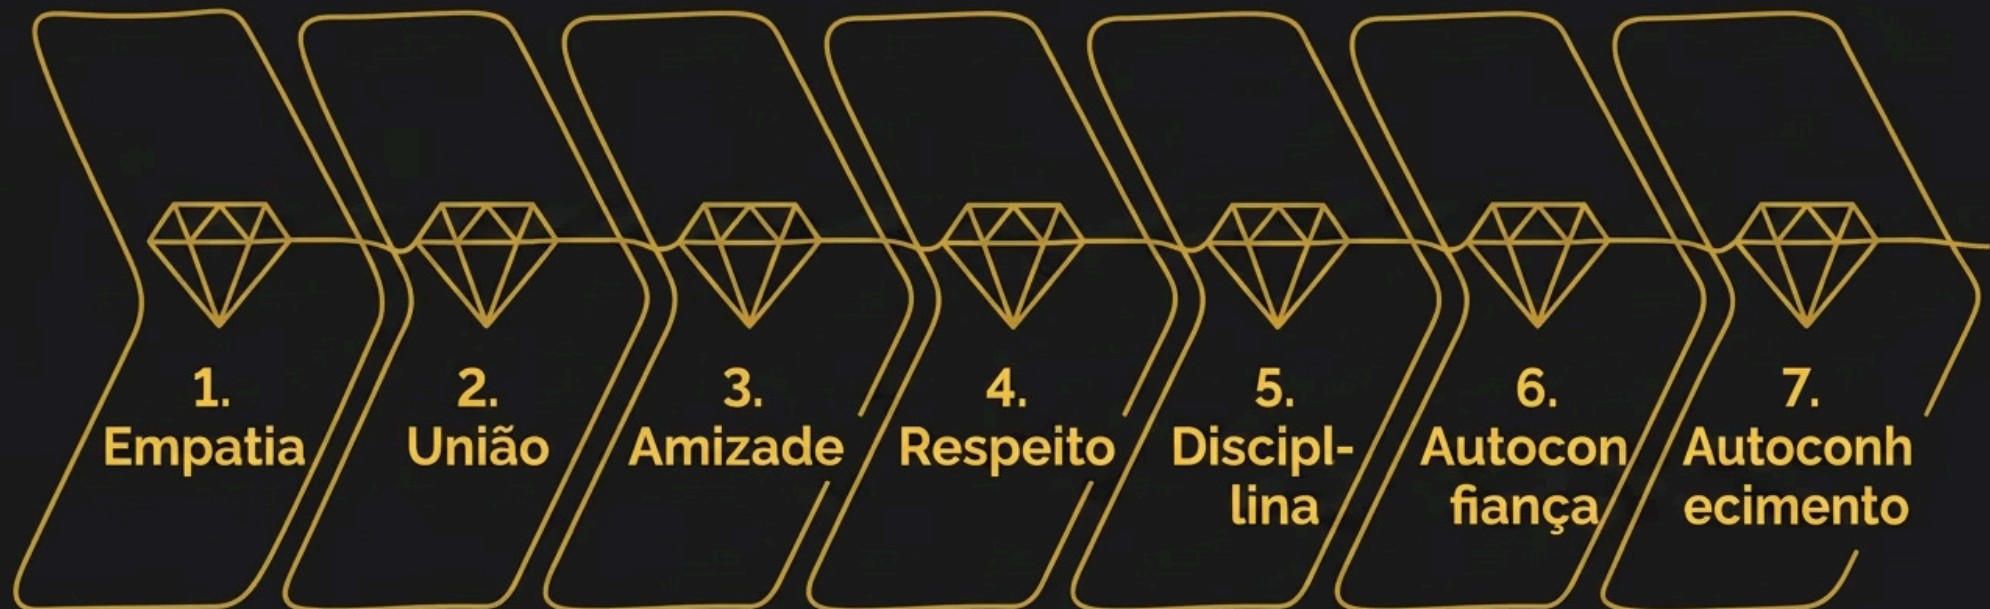 1.
Empatia
2.
União
3.
Amizade
4.
Respeito
5.
Discipl-
lina
6.
Autocon
fiança
7.
Autoconh
ecimento